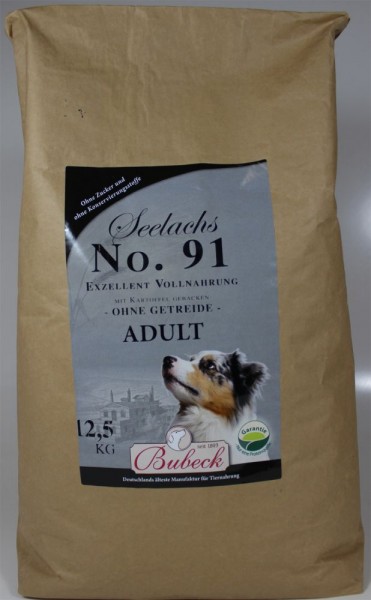 Ohne Zucker und
ohne Konservierungsstoffe
Seelachs
No. 91
Exzellent Vollnahrung
mit Kartoffel gebacken
- OHNE GETREIDE -
ADULT
12,5
KG
seit 1893
Bubeck
Deutschlands älteste Manufaktur für Tiernahrung
Garantie